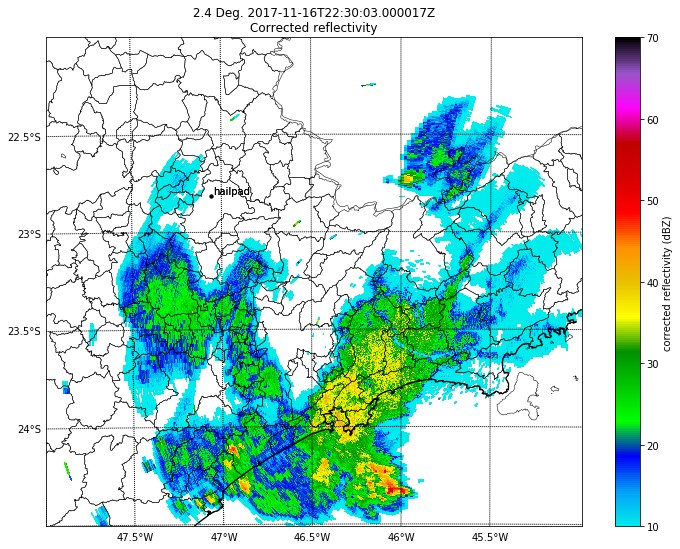 2.4 Deg. 2017-11-16T22:30:03.000017Z
Corrected reflectivity
22.5°S
23°S
23.5°S
24°S
47.5°W
47°W
46.5°W
46°W
45.5°W
hailpad
70
60
50
40
30
20
10
corrected reflectivity (dBZ)